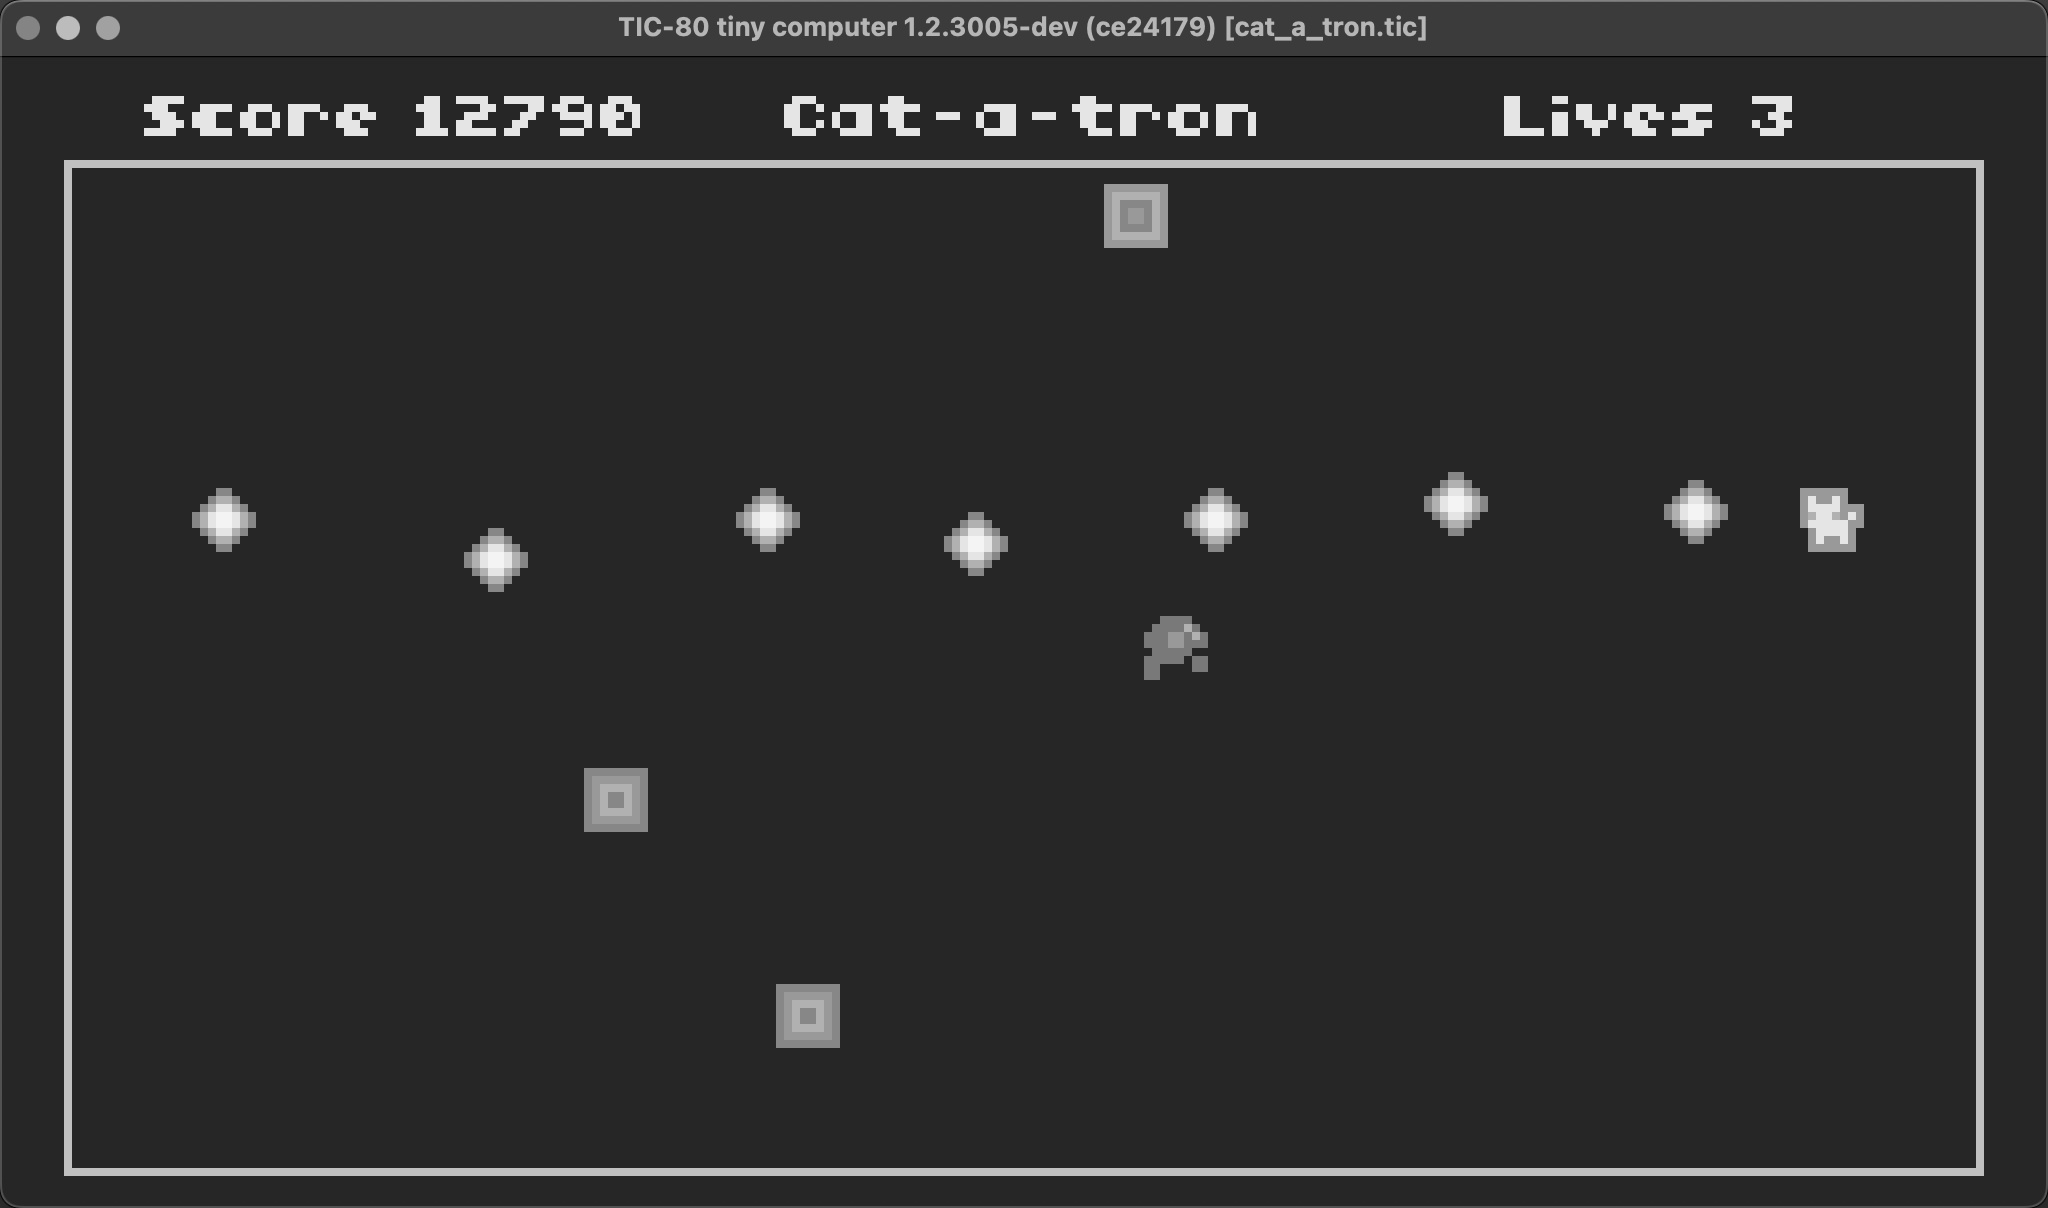 TIC-80 tiny computer 1.2.3005-dev (ce24179) [cat_a_tron.tic]
Score 12790 Cat-a-tron Lives 3